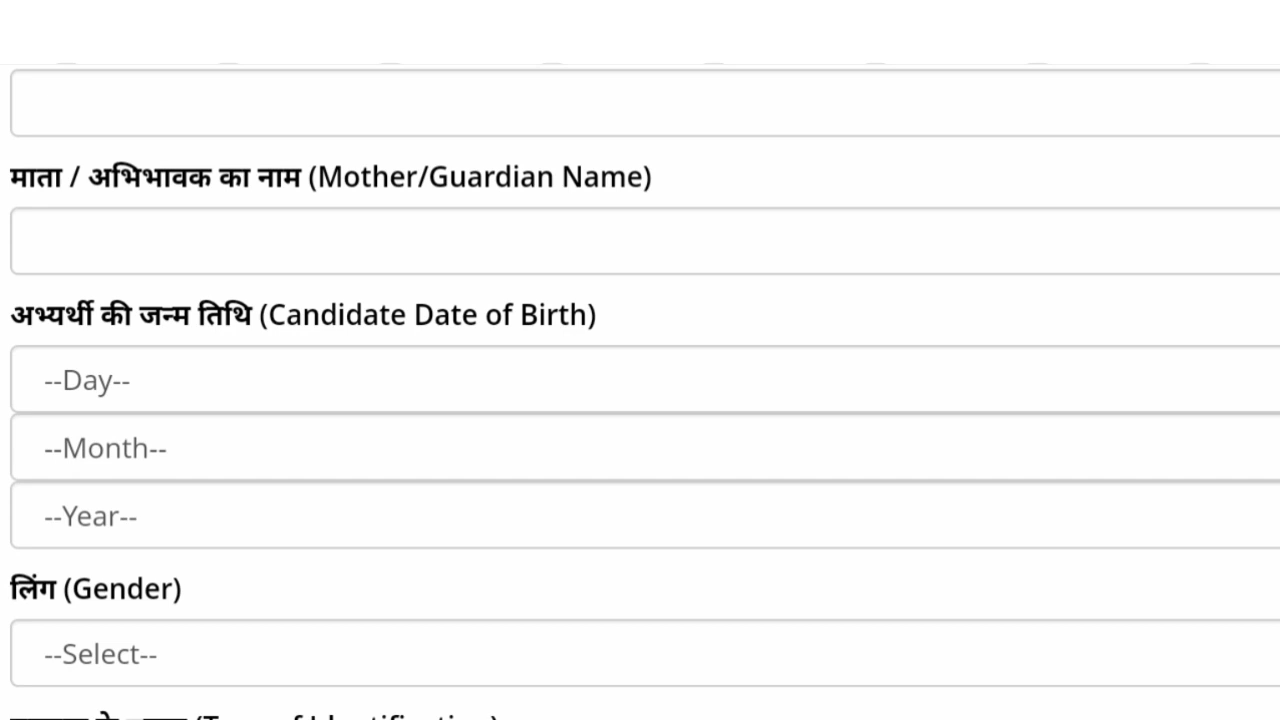 माता / अभिभावक का नाम (Mother/Guardian Name)
अभ्यर्थी की जन्म तिथि (Candidate Date of Birth)
--Day--
--Month--
--Year--
लिंग (Gender)
--Select--